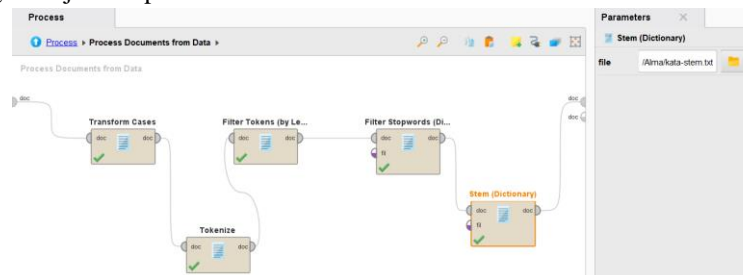 Process
Process ▸ Process Documents from Data ▸
Process Documents from Data
doc
doc
doc
Transform Cases
doc
doc
Filter Tokens (by Le...
doc
doc
Filter Stopwords (Di...
doc
doc
fil
Stem (Dictionary)
doc
doc
fil
Tokenize
doc
doc
Parameters
Stem (Dictionary)
file
/Alma/kata-stem.txt